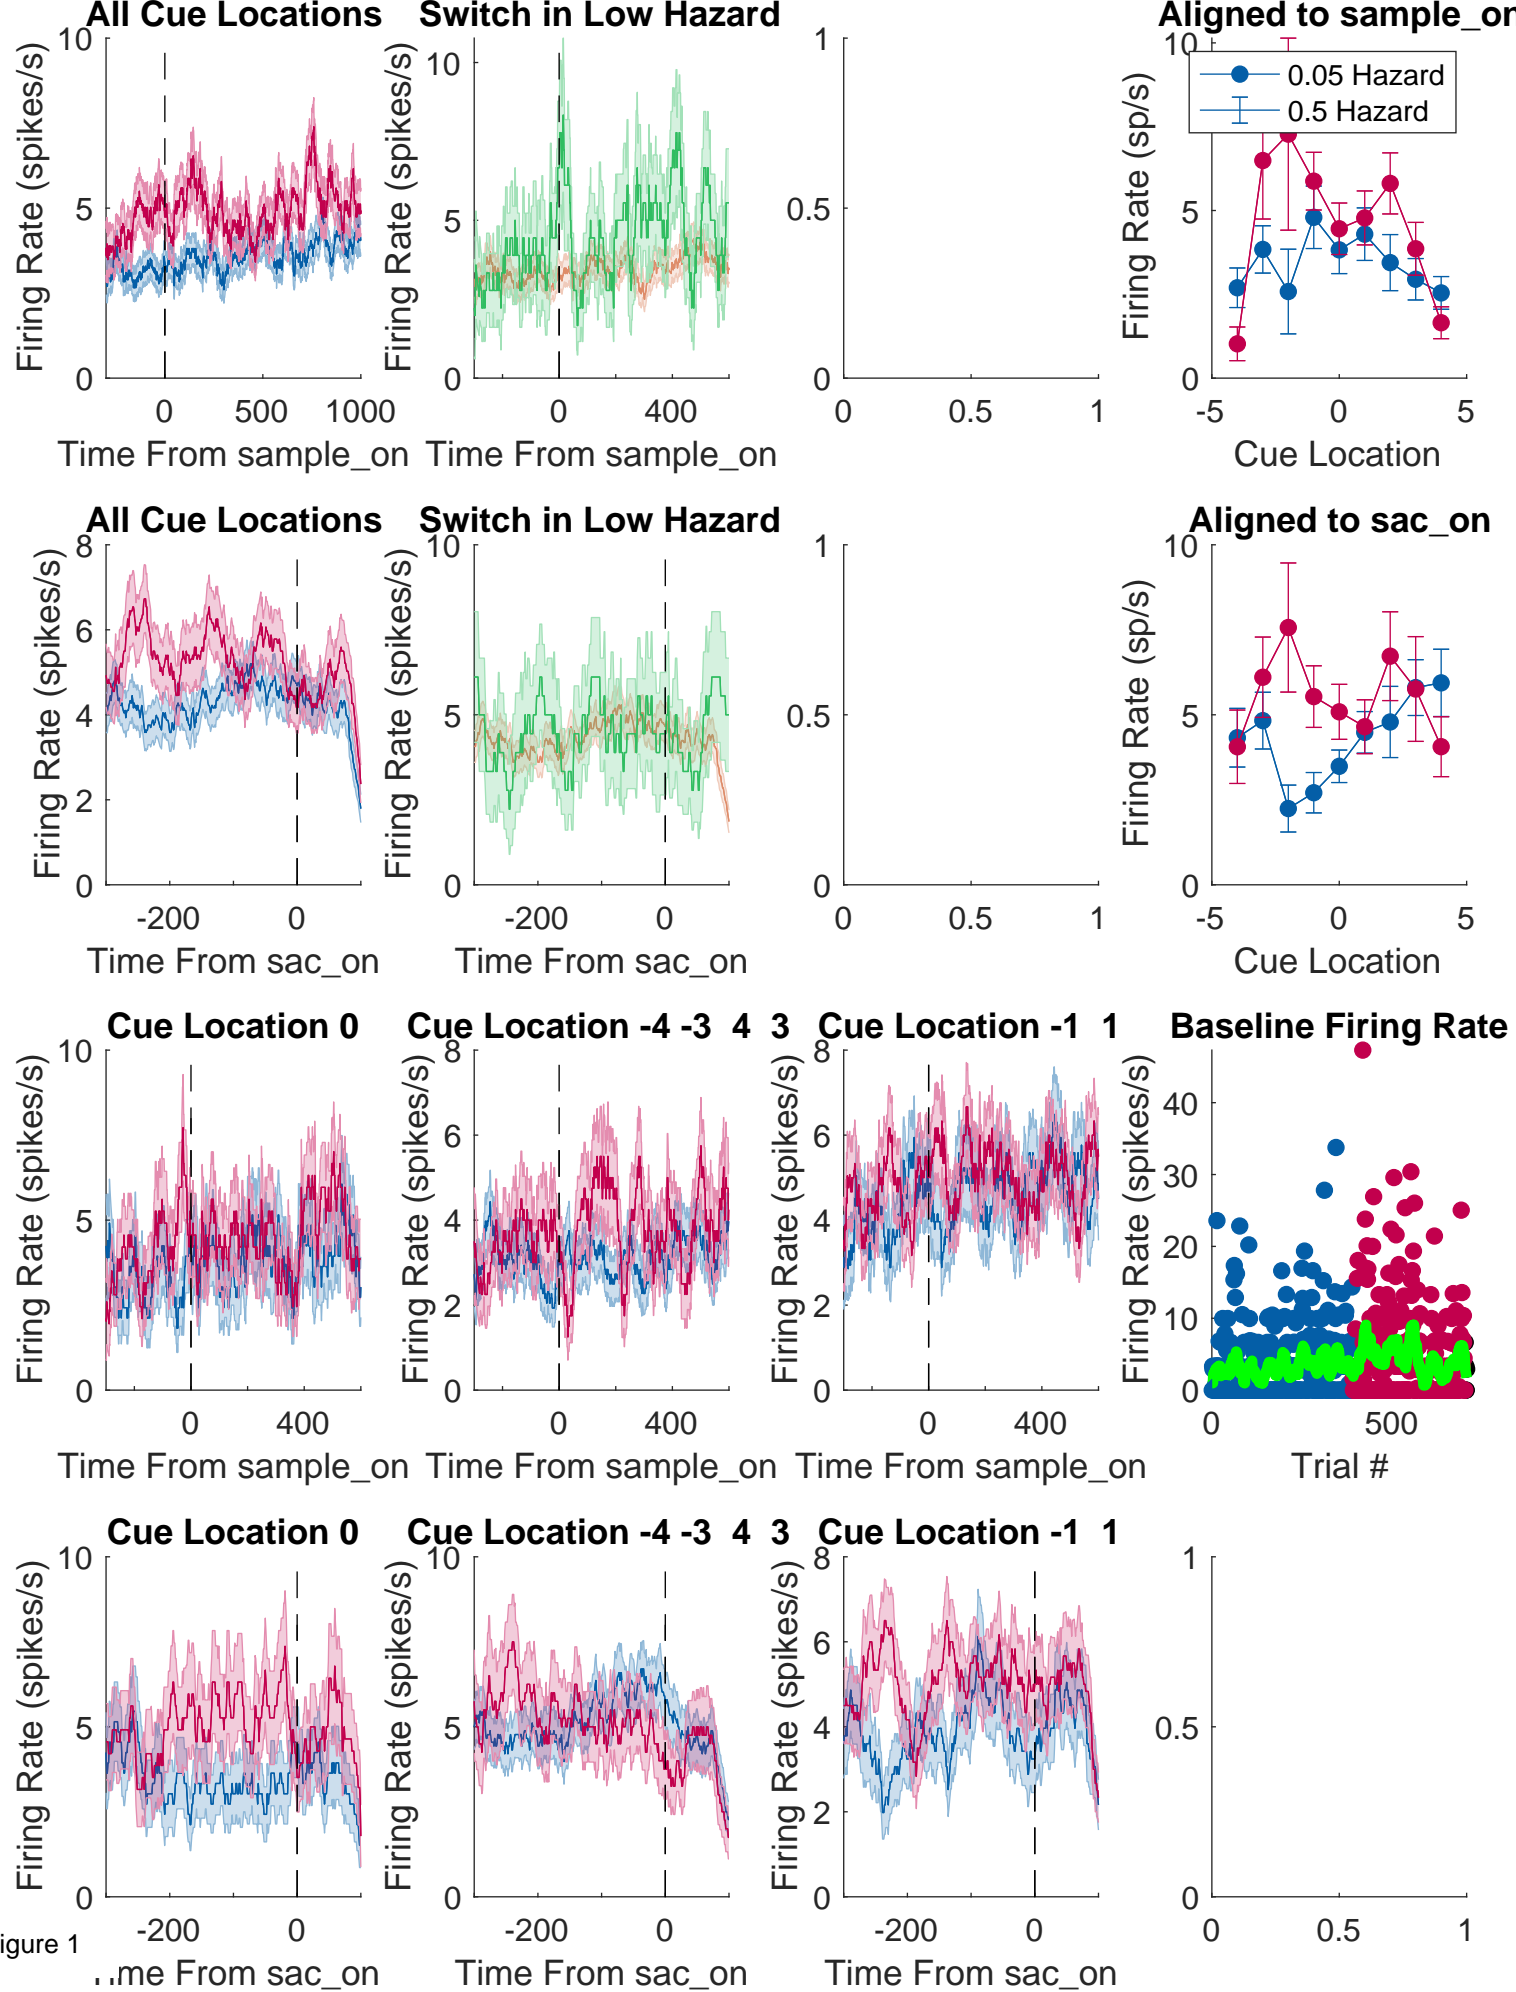 All Cue Locations
Switch in Low Hazard
Aligned to sample_on
10
5
0
Firing Rate (spikes/s)
0 500 1000
Time From sample_on
10
5
0
Firing Rate (spikes/s)
0 400
Time From sample_on
1
0.5
0
0 0.5 1
10
5
0
Firing Rate (sp/s)
0.05 Hazard
0.5 Hazard
-5 0 5
Cue Location
All Cue Locations
Switch in Low Hazard
Aligned to sac_on
8
6
4
2
0
Firing Rate (spikes/s)
-200 0
Time From sac_on
10
5
0
Firing Rate (spikes/s)
-200 0
Time From sac_on
1
0.5
0
0 0.5 1
10
5
0
Firing Rate (sp/s)
-5 0 5
Cue Location
Cue Location 0
Cue Location -4 -3 4 3
Cue Location -1 1
Baseline Firing Rate
10
5
0
Firing Rate (spikes/s)
0 400
Time From sample_on
8
6
4
2
0
Firing Rate (spikes/s)
0 400
Time From sample_on
8
6
4
2
0
Firing Rate (spikes/s)
0 400
Time From sample_on
40
30
20
10
0
Firing Rate (spikes/s)
0 500
Trial #
Cue Location 0
Cue Location -4 -3 4 3
Cue Location -1 1
10
5
0
Firing Rate (spikes/s)
-200 0
Time From sac_on
10
5
0
Firing Rate (spikes/s)
-200 0
Time From sac_on
8
6
4
2
0
Firing Rate (spikes/s)
-200 0
Time From sac_on
1
0.5
0
0 0.5 1
igure 1